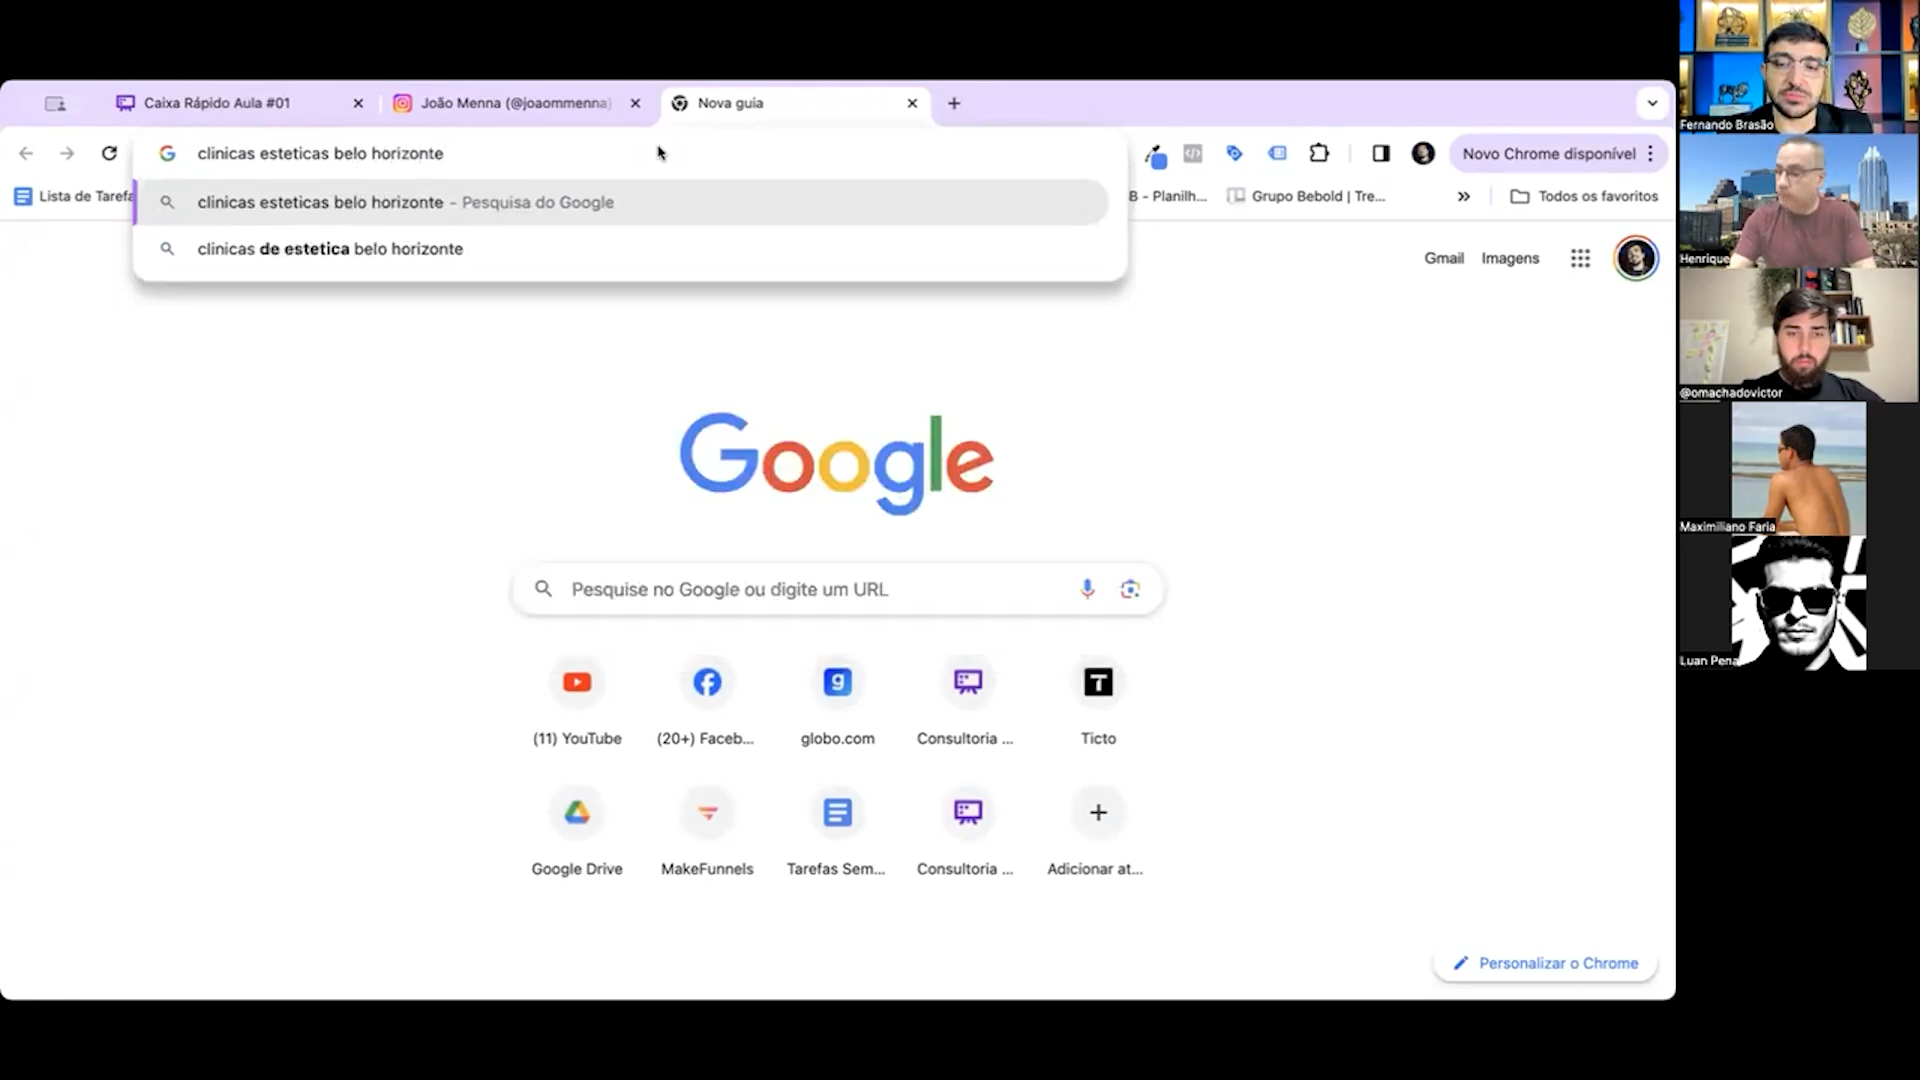 Caixa Rápido Aula #01
João Menna (@joaommenna)
Nova guia
clinicas esteticas belo horizonte
Novo Chrome disponível
Lista de Tarefa
clinicas esteticas belo horizonte - Pesquisa do Google
B - Planilh...
Grupo Bebold | Tre...
Todos os favoritos
clinicas de estetica belo horizonte
Gmail
Imagens
Google
Pesquise no Google ou digite um URL
(11) YouTube
(20+) Faceb...
globo.com
Consultoria ...
Ticto
Google Drive
MakeFunnels
Tarefas Sem...
Consultoria ...
Adicionar at...
Personalizar o Chrome
Fernando Brasão
Henrique
@omachadovictor
Maximiliano Faria
Luan Pena